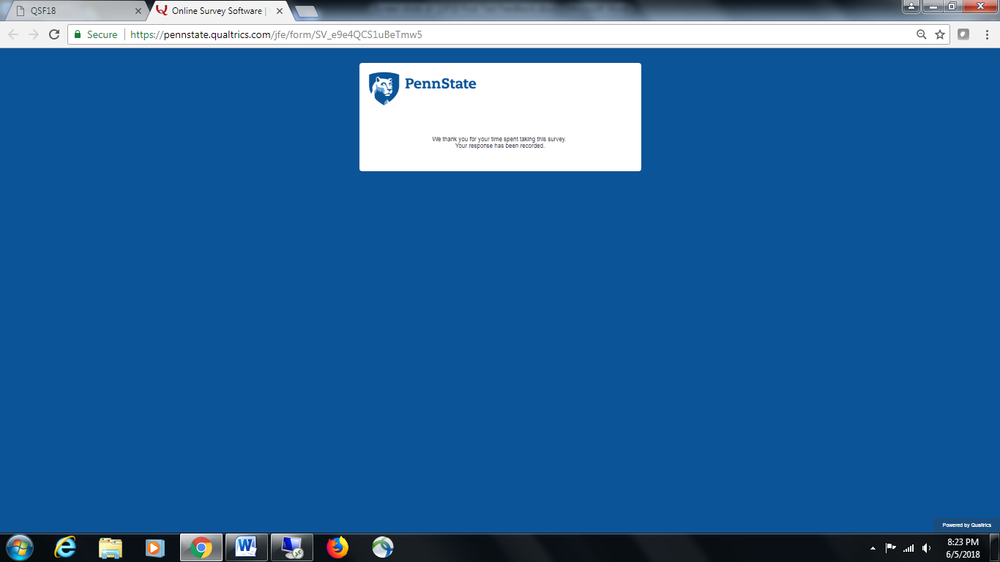 QSF18
Online Survey Software |
Secure
https://pennstate.qualtrics.com/jfe/form/SV_e9e4QCS1uBeTmw5
PennState
We thank you for your time spent taking this survey.
Your response has been recorded.
Powered by Qualtrics
8:23 PM
6/5/2018